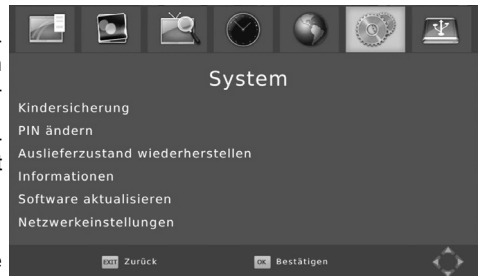 System
Kindersicherung
PIN ändern
Auslieferzustand wiederherstellen
Informationen
Software aktualisieren
Netzwerkeinstellungen
EXIT Zurück OK Bestätigen